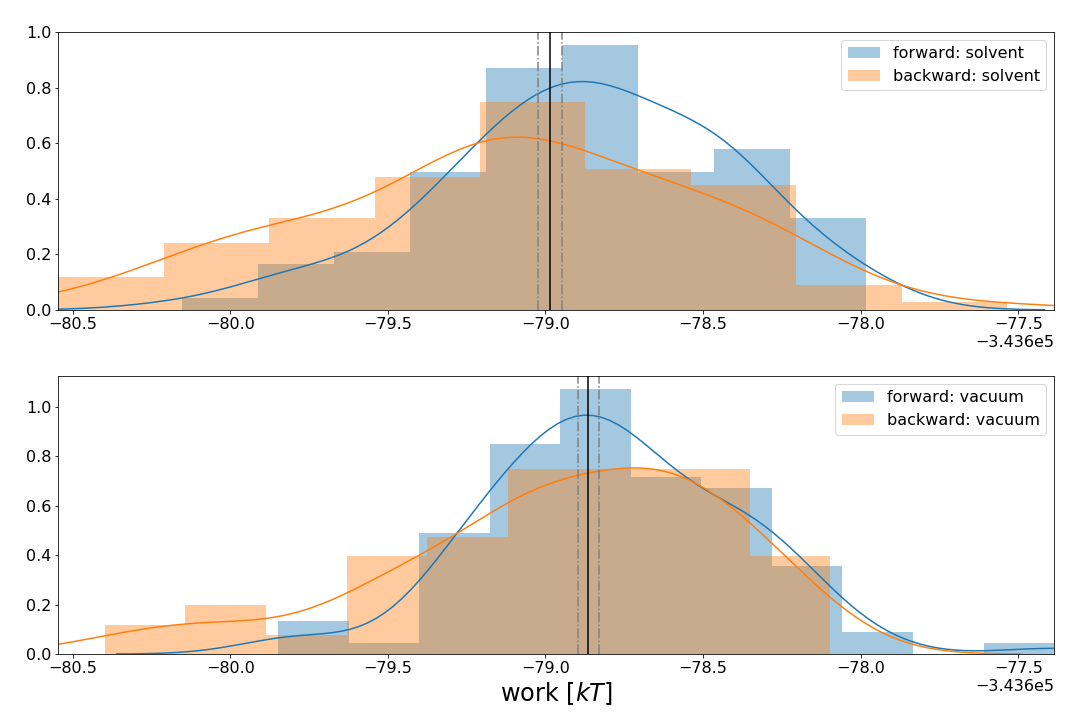 1.0
0.8
0.6
0.4
0.2
0.0
forward: solvent
backward: solvent
−80.5 −80.0 −79.5 −79.0 −78.5 −78.0 −77.5
−3.436e5
1.0
0.8
0.6
0.4
0.2
0.0
forward: vacuum
backward: vacuum
−80.5 −80.0 −79.5 −79.0 −78.5 −78.0 −77.5
−3.436e5
work [kT]